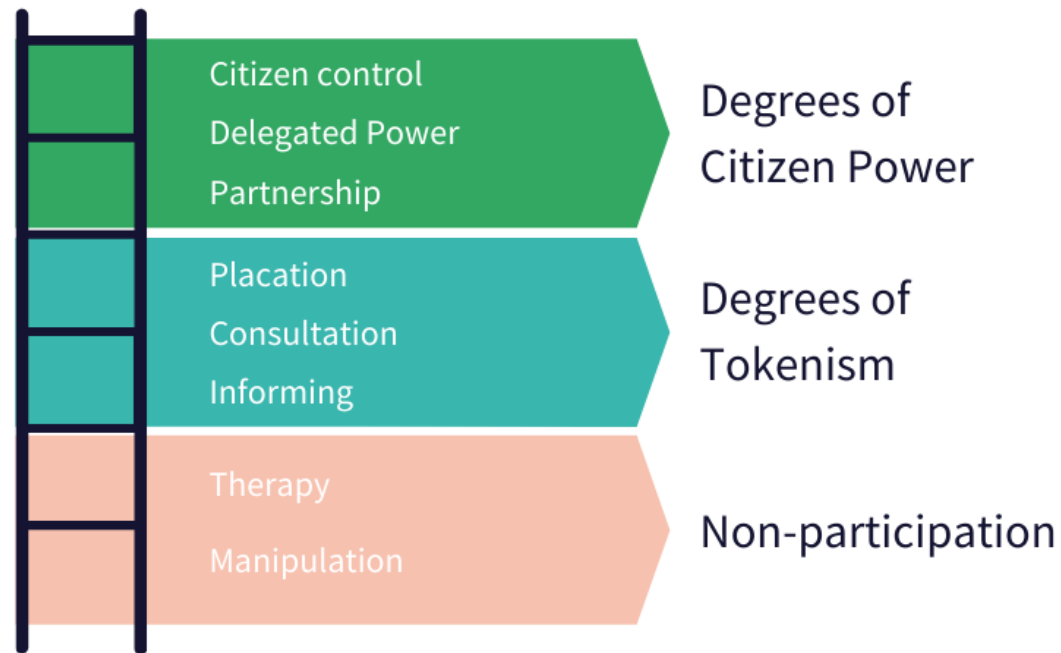 Citizen control
Delegated Power
Partnership
Degrees of
Citizen Power
Placation
Consultation
Informing
Degrees of
Tokenism
Therapy
Manipulation
Non-participation